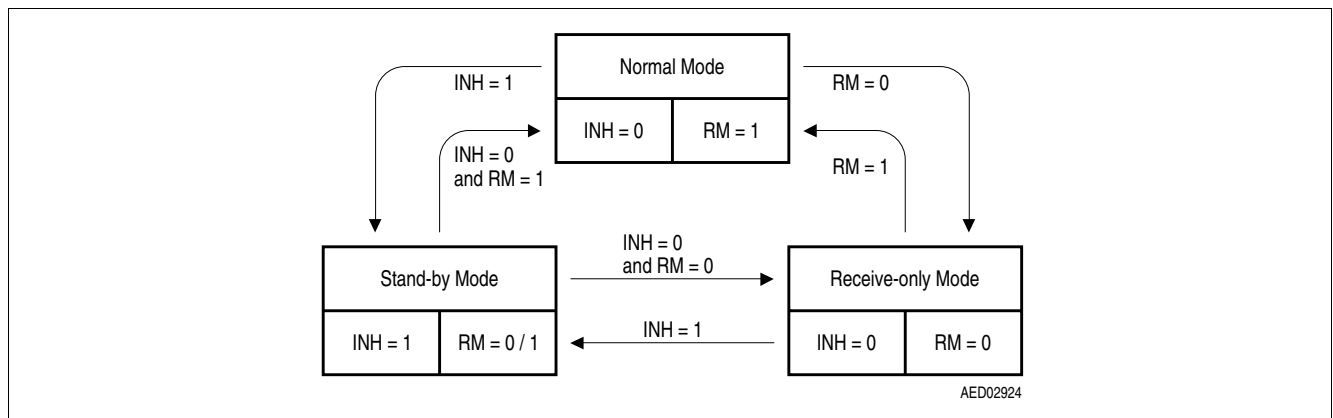 Normal Mode
INH = 1
RM = 0
INH = 0
RM = 1
INH = 0
and RM = 1
RM = 1
INH = 0
and RM = 0
Stand-by Mode
Receive-only Mode
INH = 1
INH = 1
RM = 0 / 1
INH = 0
RM = 0
AED02924